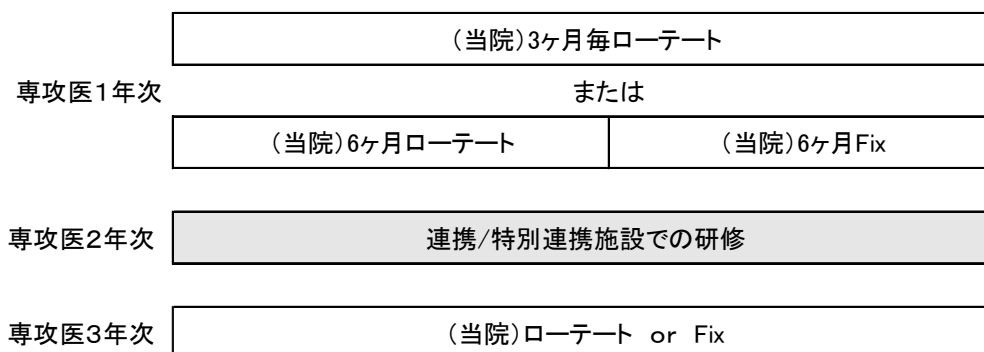 (当院)3ヶ月毎ローテート
専攻医1年次 または
(当院)6ヶ月ローテート (当院)6ヶ月Fix
専攻医2年次 連携/特別連携施設での研修
専攻医3年次 (当院)ローテート or Fix